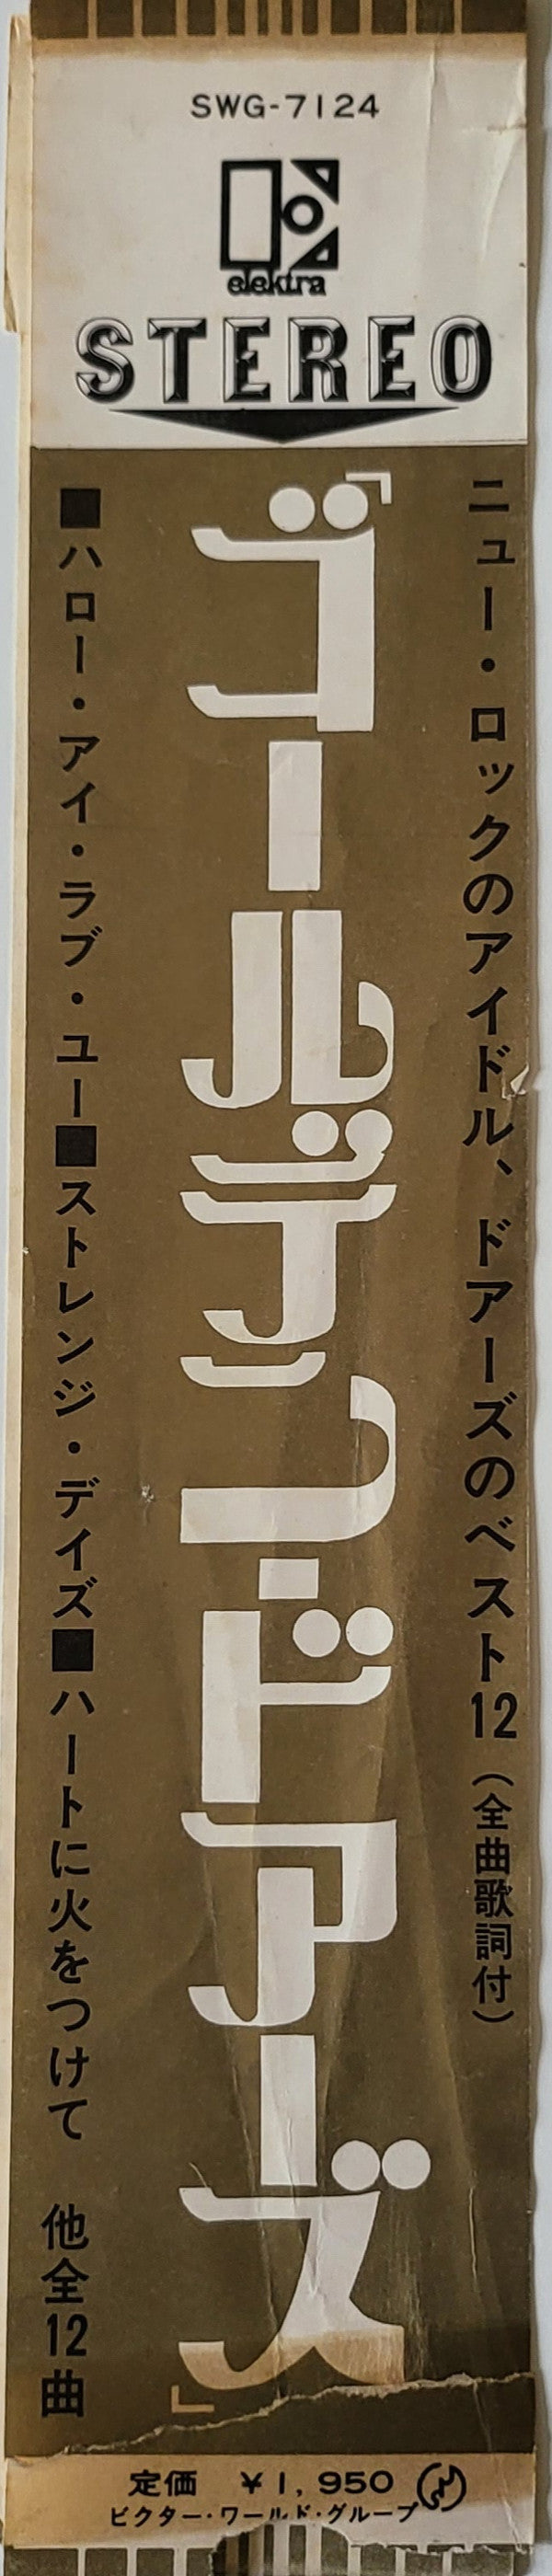 SWG-7124
elektra
STEREO
ニュー・ロックのアイドル、ドアーズのベスト12（全曲歌詞付）
「ゴールデン・ドアーズ」
■ハロー・アイ・ラブ・ユー■ストレンジ・デイズ■ハートに火をつけて 他全12曲
定価 ¥1,950
ビクター・ワールド・グループ